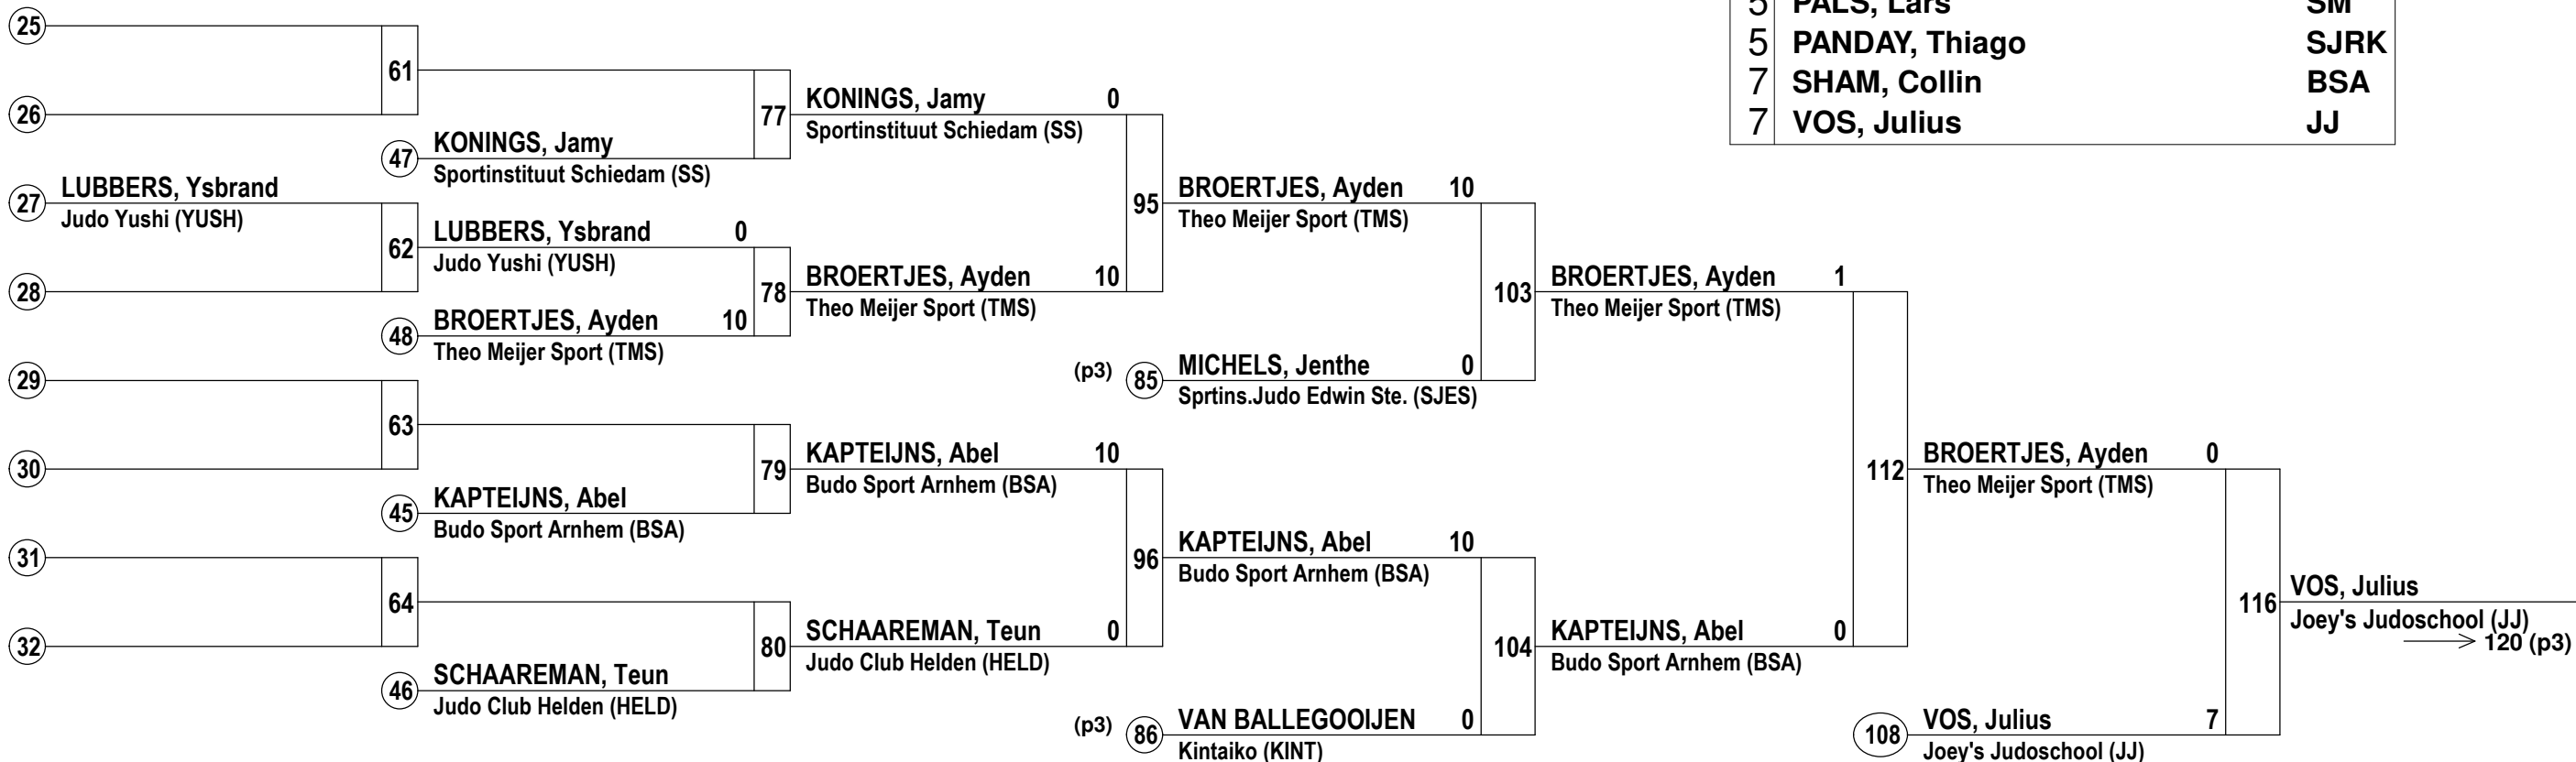 5 PALS, Lars SM
5 PANDAY, Thiago SJRK
7 SHAM, Collin BSA
7 VOS, Julius JJ
25
61
26
77
KONINGS, Jamy 0
Sportinstituut Schiedam (SS)
47 KONINGS, Jamy
Sportinstituut Schiedam (SS)
27 LUBBERS, Ysbrand
Judo Yushi (YUSH)
95
BROERTJES, Ayden 10
Theo Meijer Sport (TMS)
62 LUBBERS, Ysbrand 0
Judo Yushi (YUSH)
28
78 BROERTJES, Ayden 10
Theo Meijer Sport (TMS)
103 BROERTJES, Ayden 1
Theo Meijer Sport (TMS)
48 BROERTJES, Ayden 10
Theo Meijer Sport (TMS)
29
(p3) 85 MICHELS, Jenthe 0
Sprtins.Judo Edwin Ste. (SJES)
63
30
79 KAPTEIJNS, Abel 10
Budo Sport Arnhem (BSA)
112 BROERTJES, Ayden 0
Theo Meijer Sport (TMS)
45 KAPTEIJNS, Abel
Budo Sport Arnhem (BSA)
31
96 KAPTEIJNS, Abel 10
Budo Sport Arnhem (BSA)
64
116 VOS, Julius
Joey's Judoschool (JJ)
120 (p3)
32
80 SCHAAREMAN, Teun 0
Judo Club Helden (HELD)
104 KAPTEIJNS, Abel 0
Budo Sport Arnhem (BSA)
46 SCHAAREMAN, Teun
Judo Club Helden (HELD)
(p3) 86 VAN BALLEGOOIJEN 0
Kintaiko (KINT)
108 VOS, Julius 7
Joey's Judoschool (JJ)